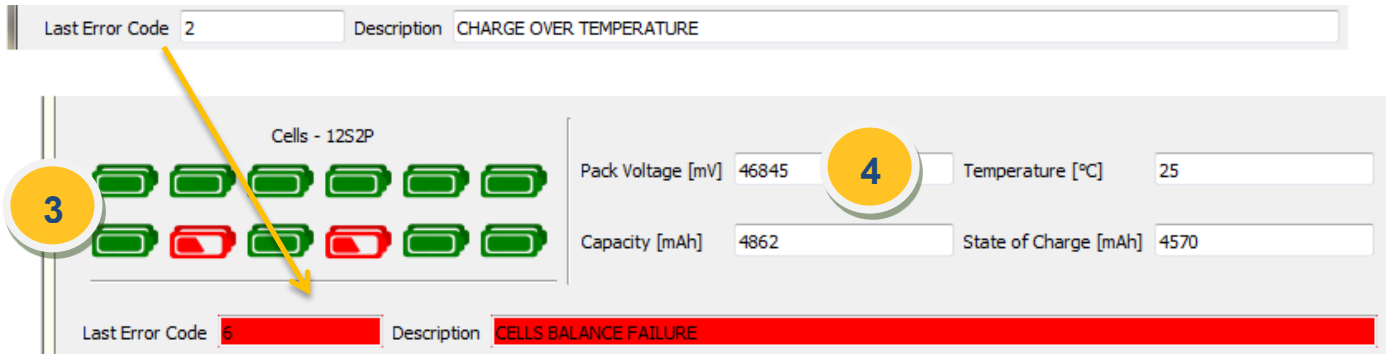 Last Error Code 2 Description CHARGE OVER TEMPERATURE
Cells - 12S2P
3
Pack Voltage [mV] 46845 4 Temperature [°C] 25
Capacity [mAh] 4862 State of Charge [mAh] 4570
Last Error Code 6 Description CELLS BALANCE FAILURE